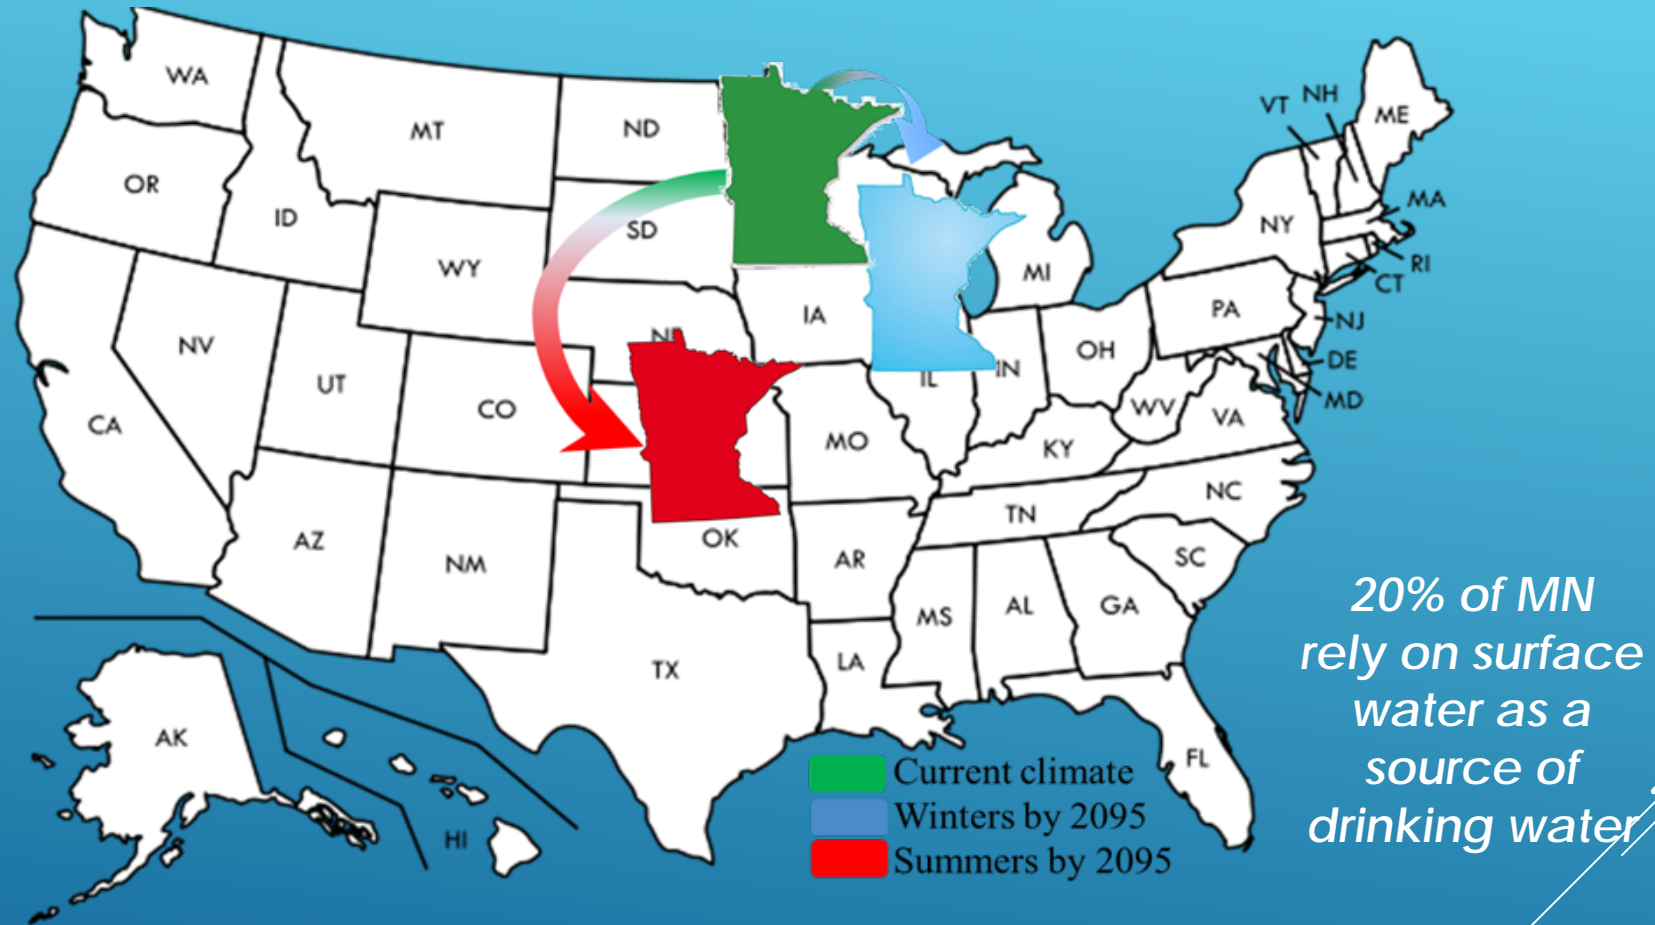 WA
MT
ND
VT
NH
ME
OR
ID
SD
MA
NY
WY
MI
RI
CT
IA
PA
NJ
NV
NE
OH
DE
UT
IL
IN
CO
MD
CA
WV
VA
MO
KY
NC
TN
AZ
OK
NM
AR
SC
MS
AL
GA
LA
TX
AK
FL
HI
Current climate
Winters by 2095
Summers by 2095
20% of MN
rely on surface
water as a
source of
drinking water